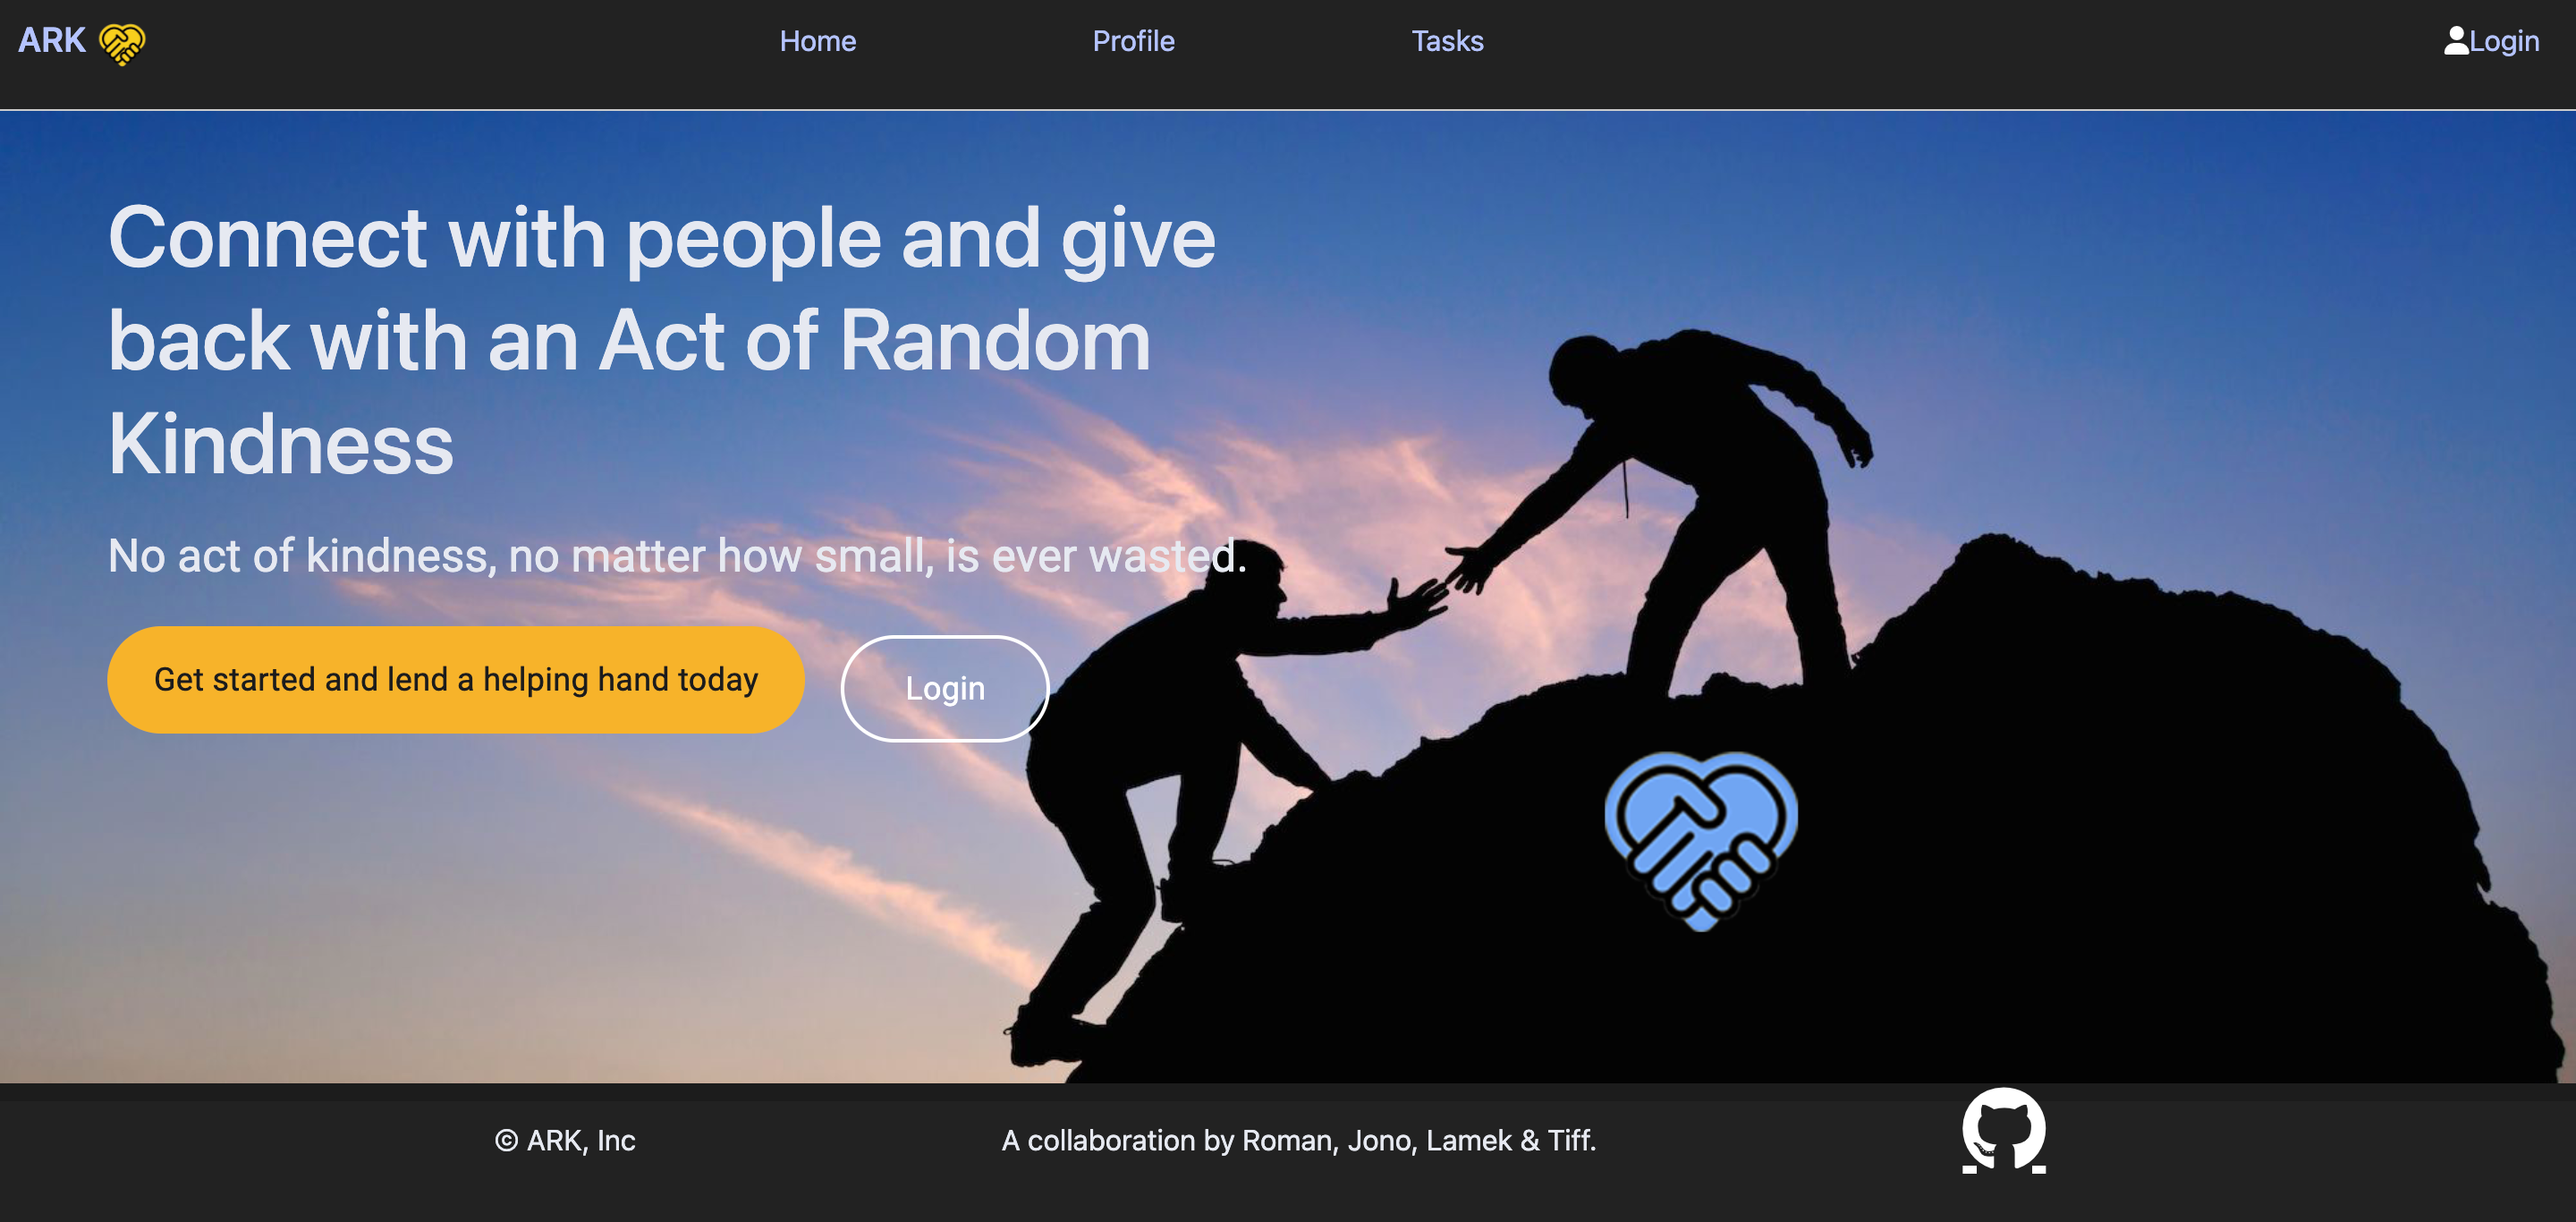 ARK
Home
Profile
Tasks
Login
Connect with people and give
back with an Act of Random
Kindness
No act of kindness, no matter how small, is ever wasted.
Get started and lend a helping hand today
Login
© ARK, Inc
A collaboration by Roman, Jono, Lamek & Tiff.